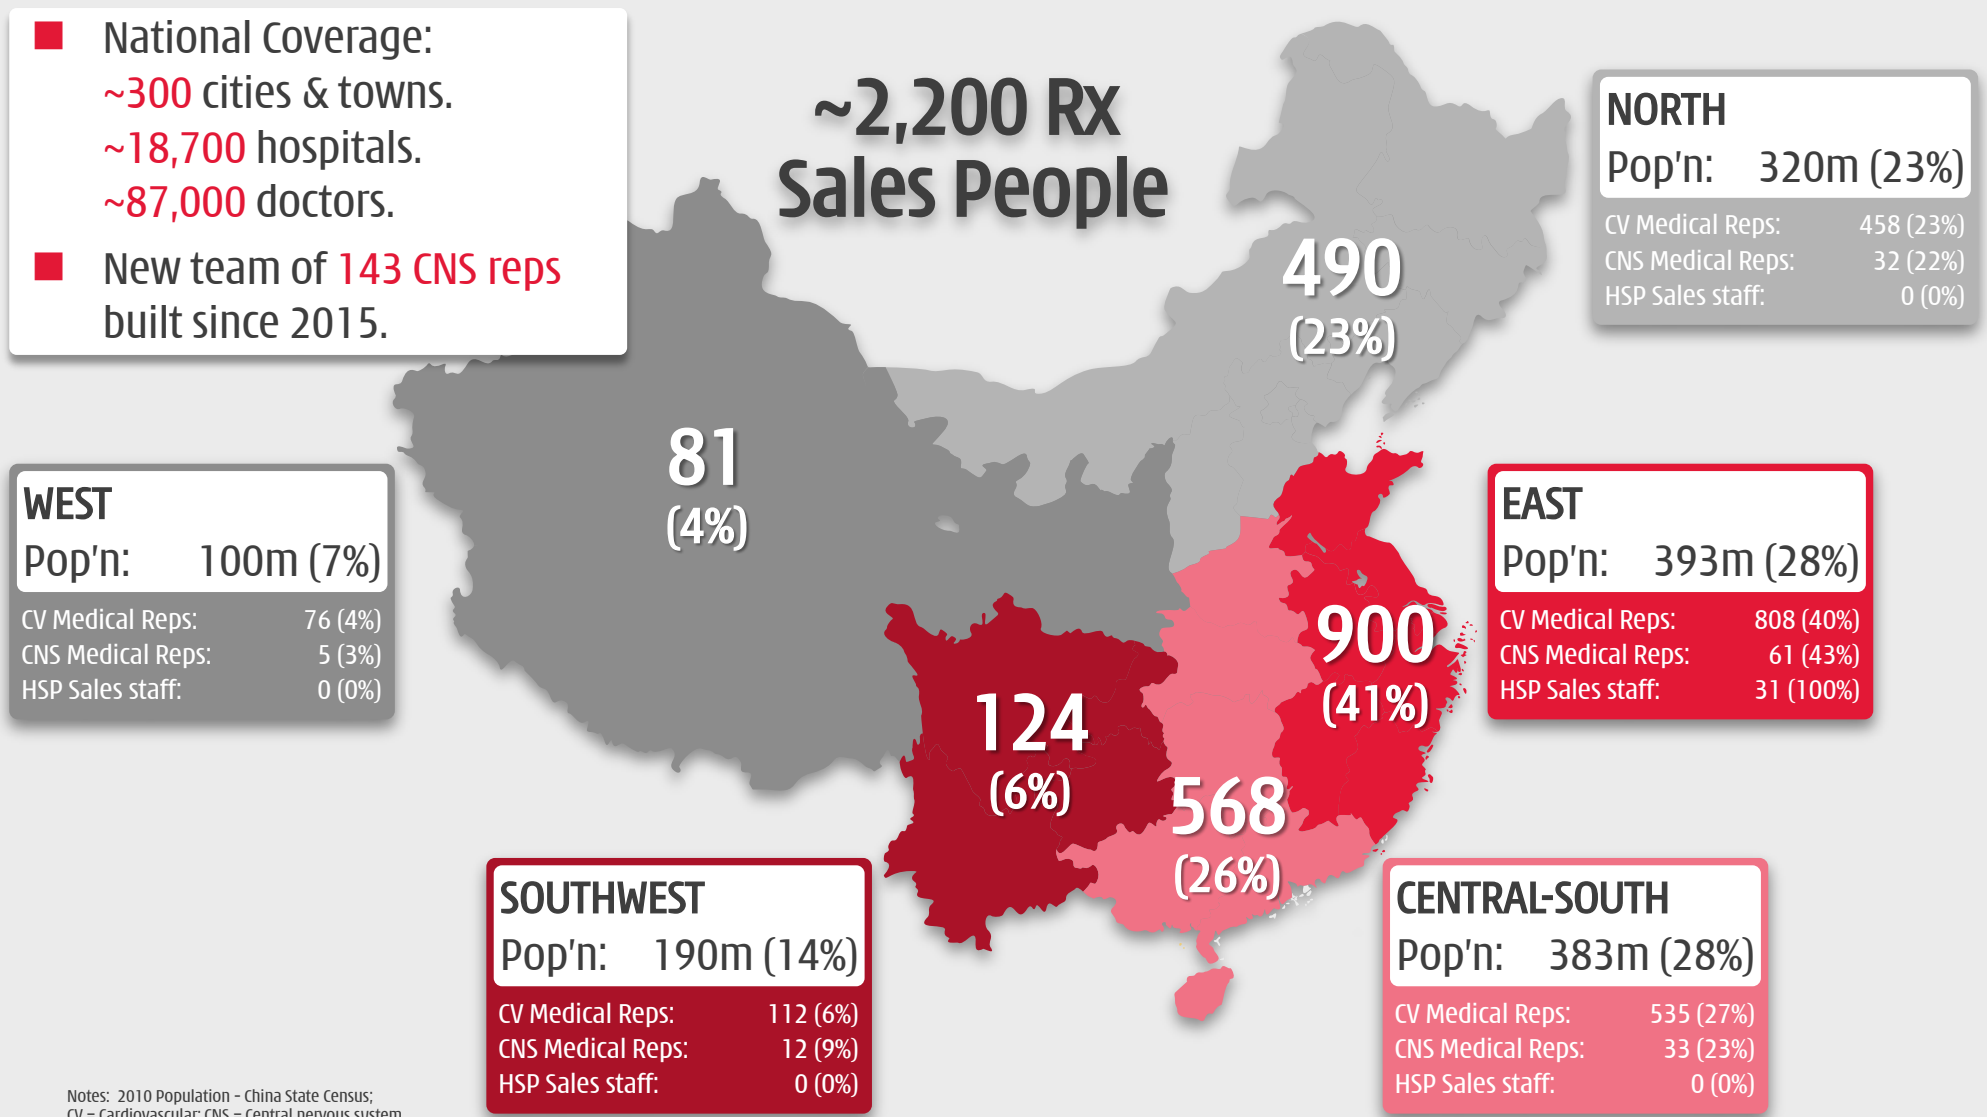 National Coverage:
~300 cities & towns.
~18,700 hospitals.
~87,000 doctors.
New team of 143 CNS reps
built since 2015.
~2,200 Rx
Sales People
NORTH
Pop'n: 320m (23%)
CV Medical Reps: 458 (23%)
CNS Medical Reps: 32 (22%)
HSP Sales staff: 0 (0%)
490
(23%)
81
(4%)
WEST
Pop'n: 100m (7%)
CV Medical Reps: 76 (4%)
CNS Medical Reps: 5 (3%)
HSP Sales staff: 0 (0%)
EAST
Pop'n: 393m (28%)
CV Medical Reps: 808 (40%)
CNS Medical Reps: 61 (43%)
HSP Sales staff: 31 (100%)
900
(41%)
124
(6%)
568
(26%)
SOUTHWEST
Pop'n: 190m (14%)
CV Medical Reps: 112 (6%)
CNS Medical Reps: 12 (9%)
HSP Sales staff: 0 (0%)
CENTRAL-SOUTH
Pop'n: 383m (28%)
CV Medical Reps: 535 (27%)
CNS Medical Reps: 33 (23%)
HSP Sales staff: 0 (0%)
Notes: 2010 Population - China State Census;
CV = Cardiovascular; CNS = Central nervous system